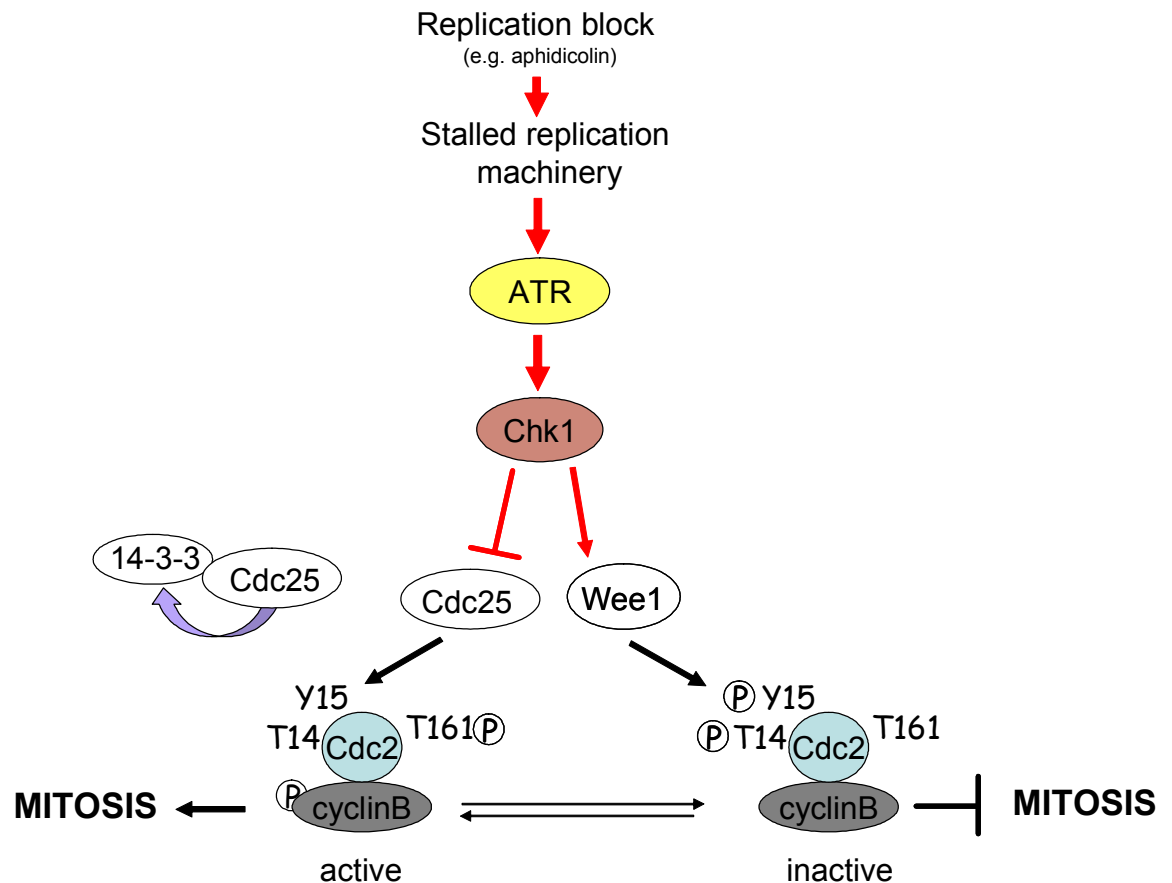 Replication block
(e.g. aphidicolin)
Stalled replication
machinery
ATR
Chk1
14-3-3
Cdc25
Cdc25
Wee1
Y15
T14
Cdc2
T161 P
P
cyclinB
MITOSIS
active
P Y15
P T14
Cdc2
T161
cyclinB
MITOSIS
inactive